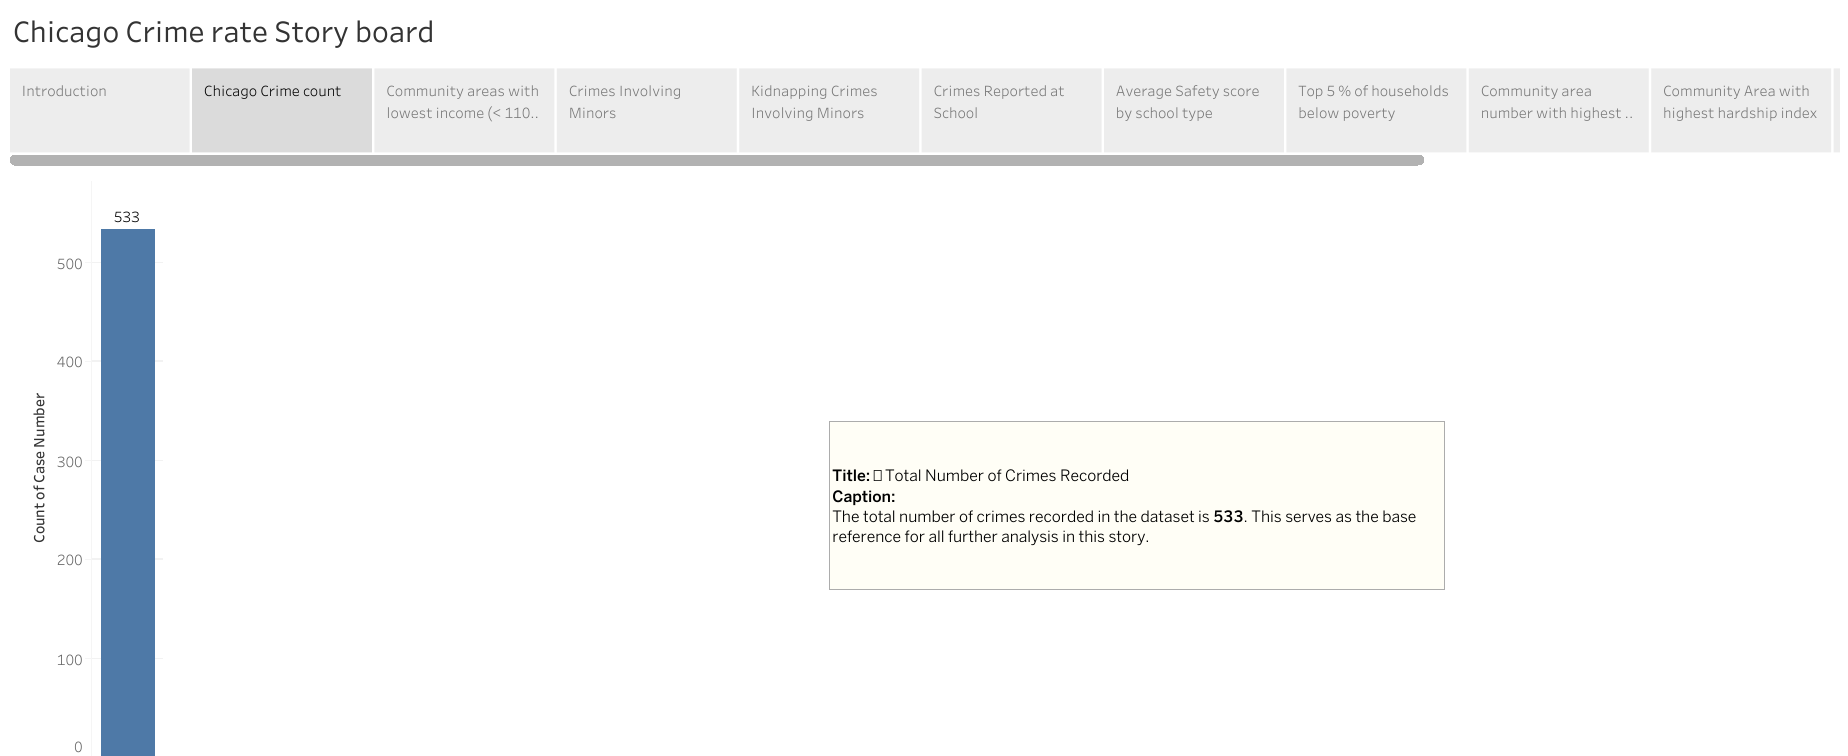 Chicago Crime rate Story board
Introduction
Chicago Crime count
Community areas with
lowest income (< 110..
Crimes Involving
Minors
Kidnapping Crimes
Involving Minors
Crimes Reported at
School
Average Safety score
by school type
Top 5 % of households
below poverty
Community area
number with highest ..
Community Area with
highest hardship index
533
500
400
300
200
100
0
Count of Case Number
Title: Total Number of Crimes Recorded
Caption:
The total number of crimes recorded in the dataset is 533. This serves as the base
reference for all further analysis in this story.